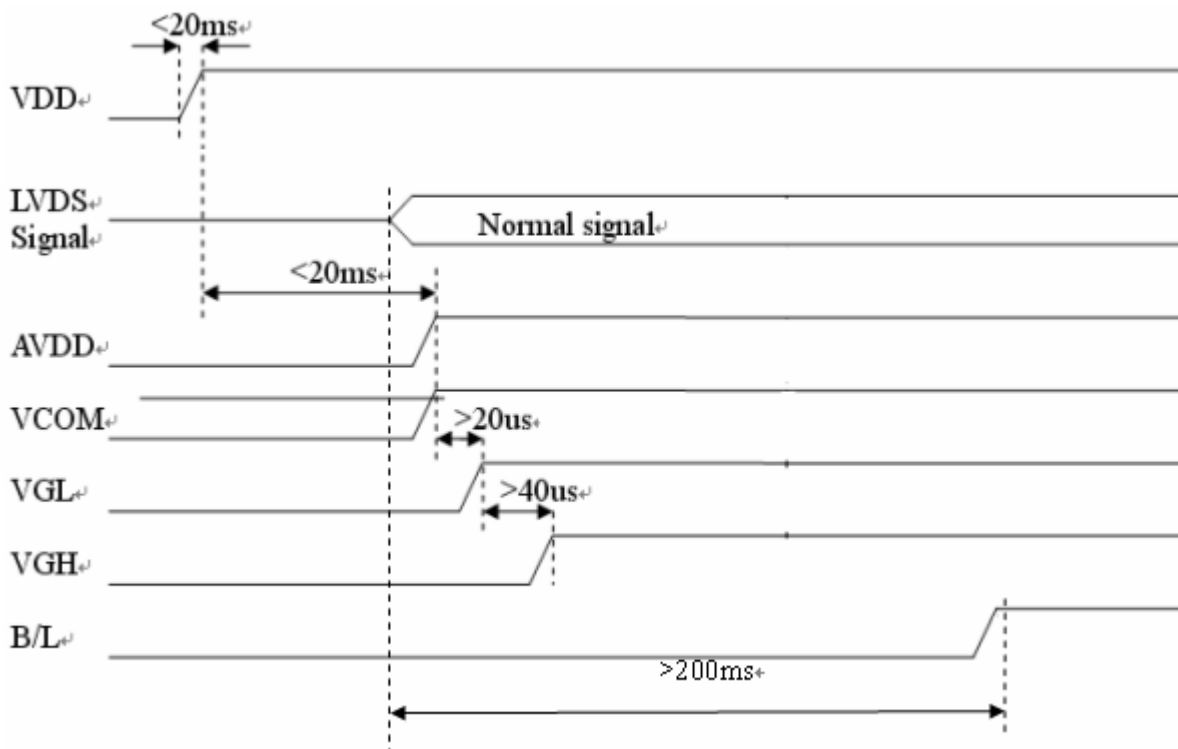 <20ms↵
VDD↵
LVDS↵
Signal↵
Normal signal↵
<20ms↵
AVDD↵
VCOM↵
>20us↵
VGL↵
>40us↵
VGH↵
B/L↵
>200ms↵